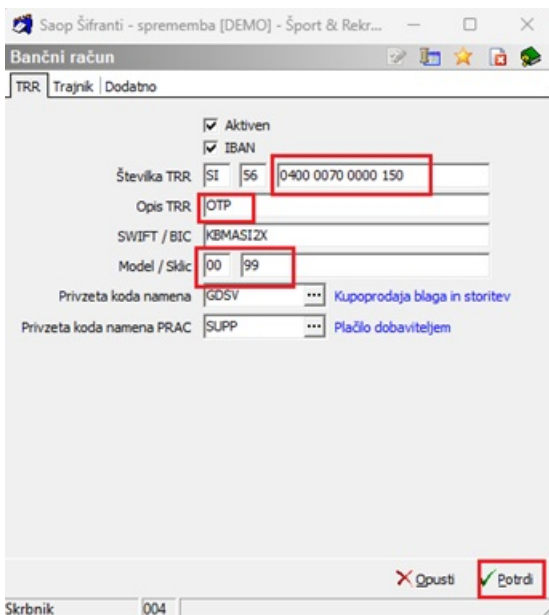 Saop Šifranti - sprememba [DEMO] - Šport & Rekr...
Bančni račun
TRR Trajnik Dodatno
Aktiven
IBAN
Številka TRR SI 56 0400 0070 0000 150
Opis TRR OTP
SWIFT / BIC KBMASI2X
Model / Sklic 00 99
Privzeta koda namena GDSV ... Kupoprodaja blaga in storitev
Privzeta koda namena PRAC SUPP ... Plačilo dobaviteljem
Opusti Potrdi
Skrbnik 004